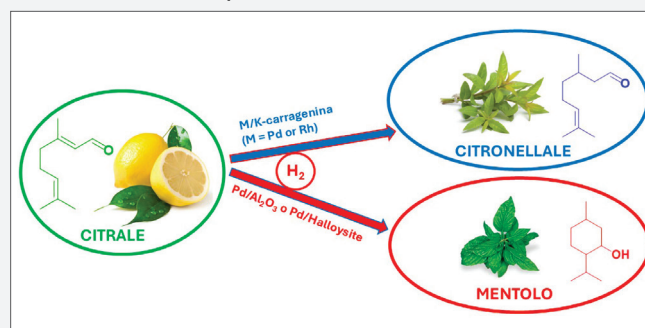 O
CITRALE
M/K-carragenina
(M = Pd or Rh)
H₂
Pd/Al₂O₃ o Pd/Halloysite
O
CITRONELLALE
OH
MENTOLO